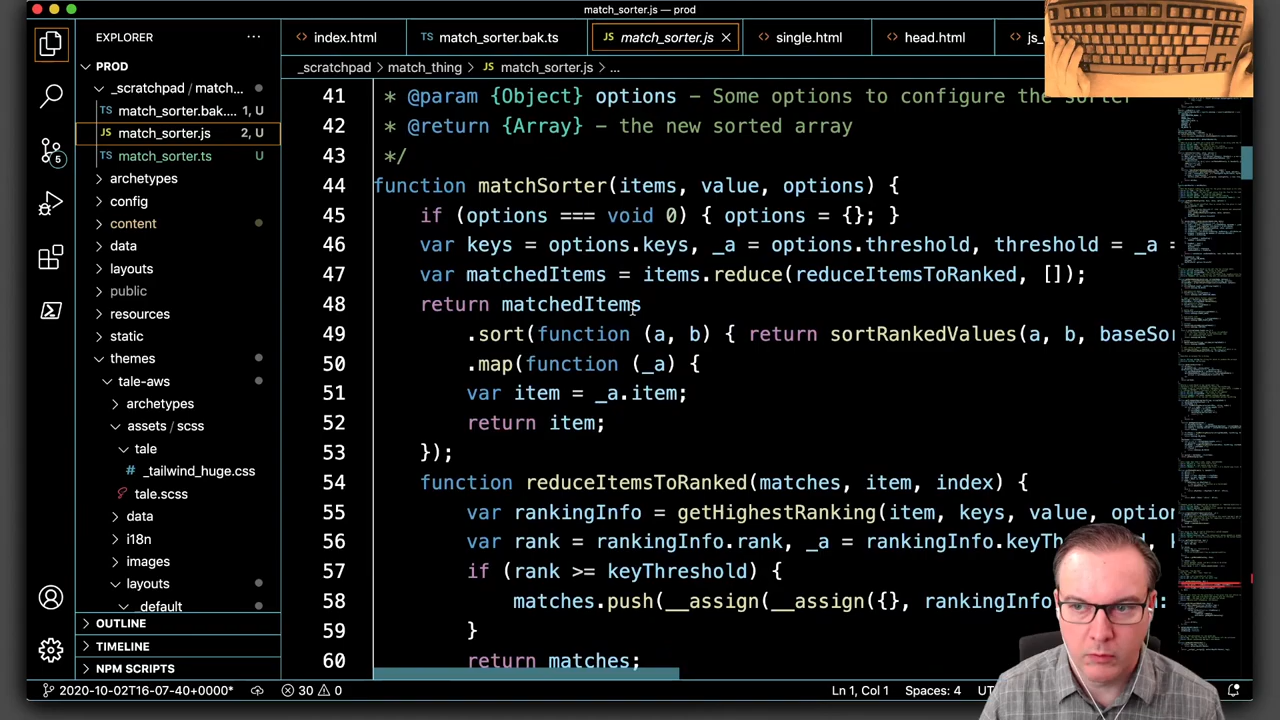 match_sorter.js — prod
EXPLORER
index.html
match_sorter.bak.ts
match_sorter.js
single.html
head.html
_scratchpad
match_thing
match_sorter.js
...
PROD
_scratchpad / match...
match_sorter.bak... 1, U
match_sorter.js 2, U
match_sorter.ts U
archetypes
config
content
data
layouts
public
resources
static
themes
tale-aws
archetypes
assets / scss
tale
_tailwind_huge.css
tale.scss
data
i18n
images
layouts
_default
OUTLINE
TIMELINE
NPM SCRIPTS
41 * @param {Object} options - Some options to configure the sorter
42 * @return {Array} - the new sorted array
43 */
44 function matchSorter(items, value, options) {
45 if (options === void 0) { options = {}; }
46 var keys = options.keys, _a = options.threshold, threshold = _a =
47 var matchedItems = items.reduce(reduceItemsToRanked, []);
48 return matchedItems
49 .sort(function (a, b) { return sortRankedValues(a, b, baseSor
50 .map(function (_a) {
51 var item = _a.item;
52 return item;
53 });
54 function reduceItemsToRanked(matches, item, index) {
55 var rankingInfo = getHighestRanking(item, keys, value, option
56 var rank = rankingInfo.rank, _a = rankingInfo.keyTh
57 if (rank >= keyThreshold) {
58 matches.push(__assign(__assign({}, rankingInfo
59 }
60 return matches;
2020-10-02T16-07-40+0000*
30
0
Ln 1, Col 1
Spaces: 4
5